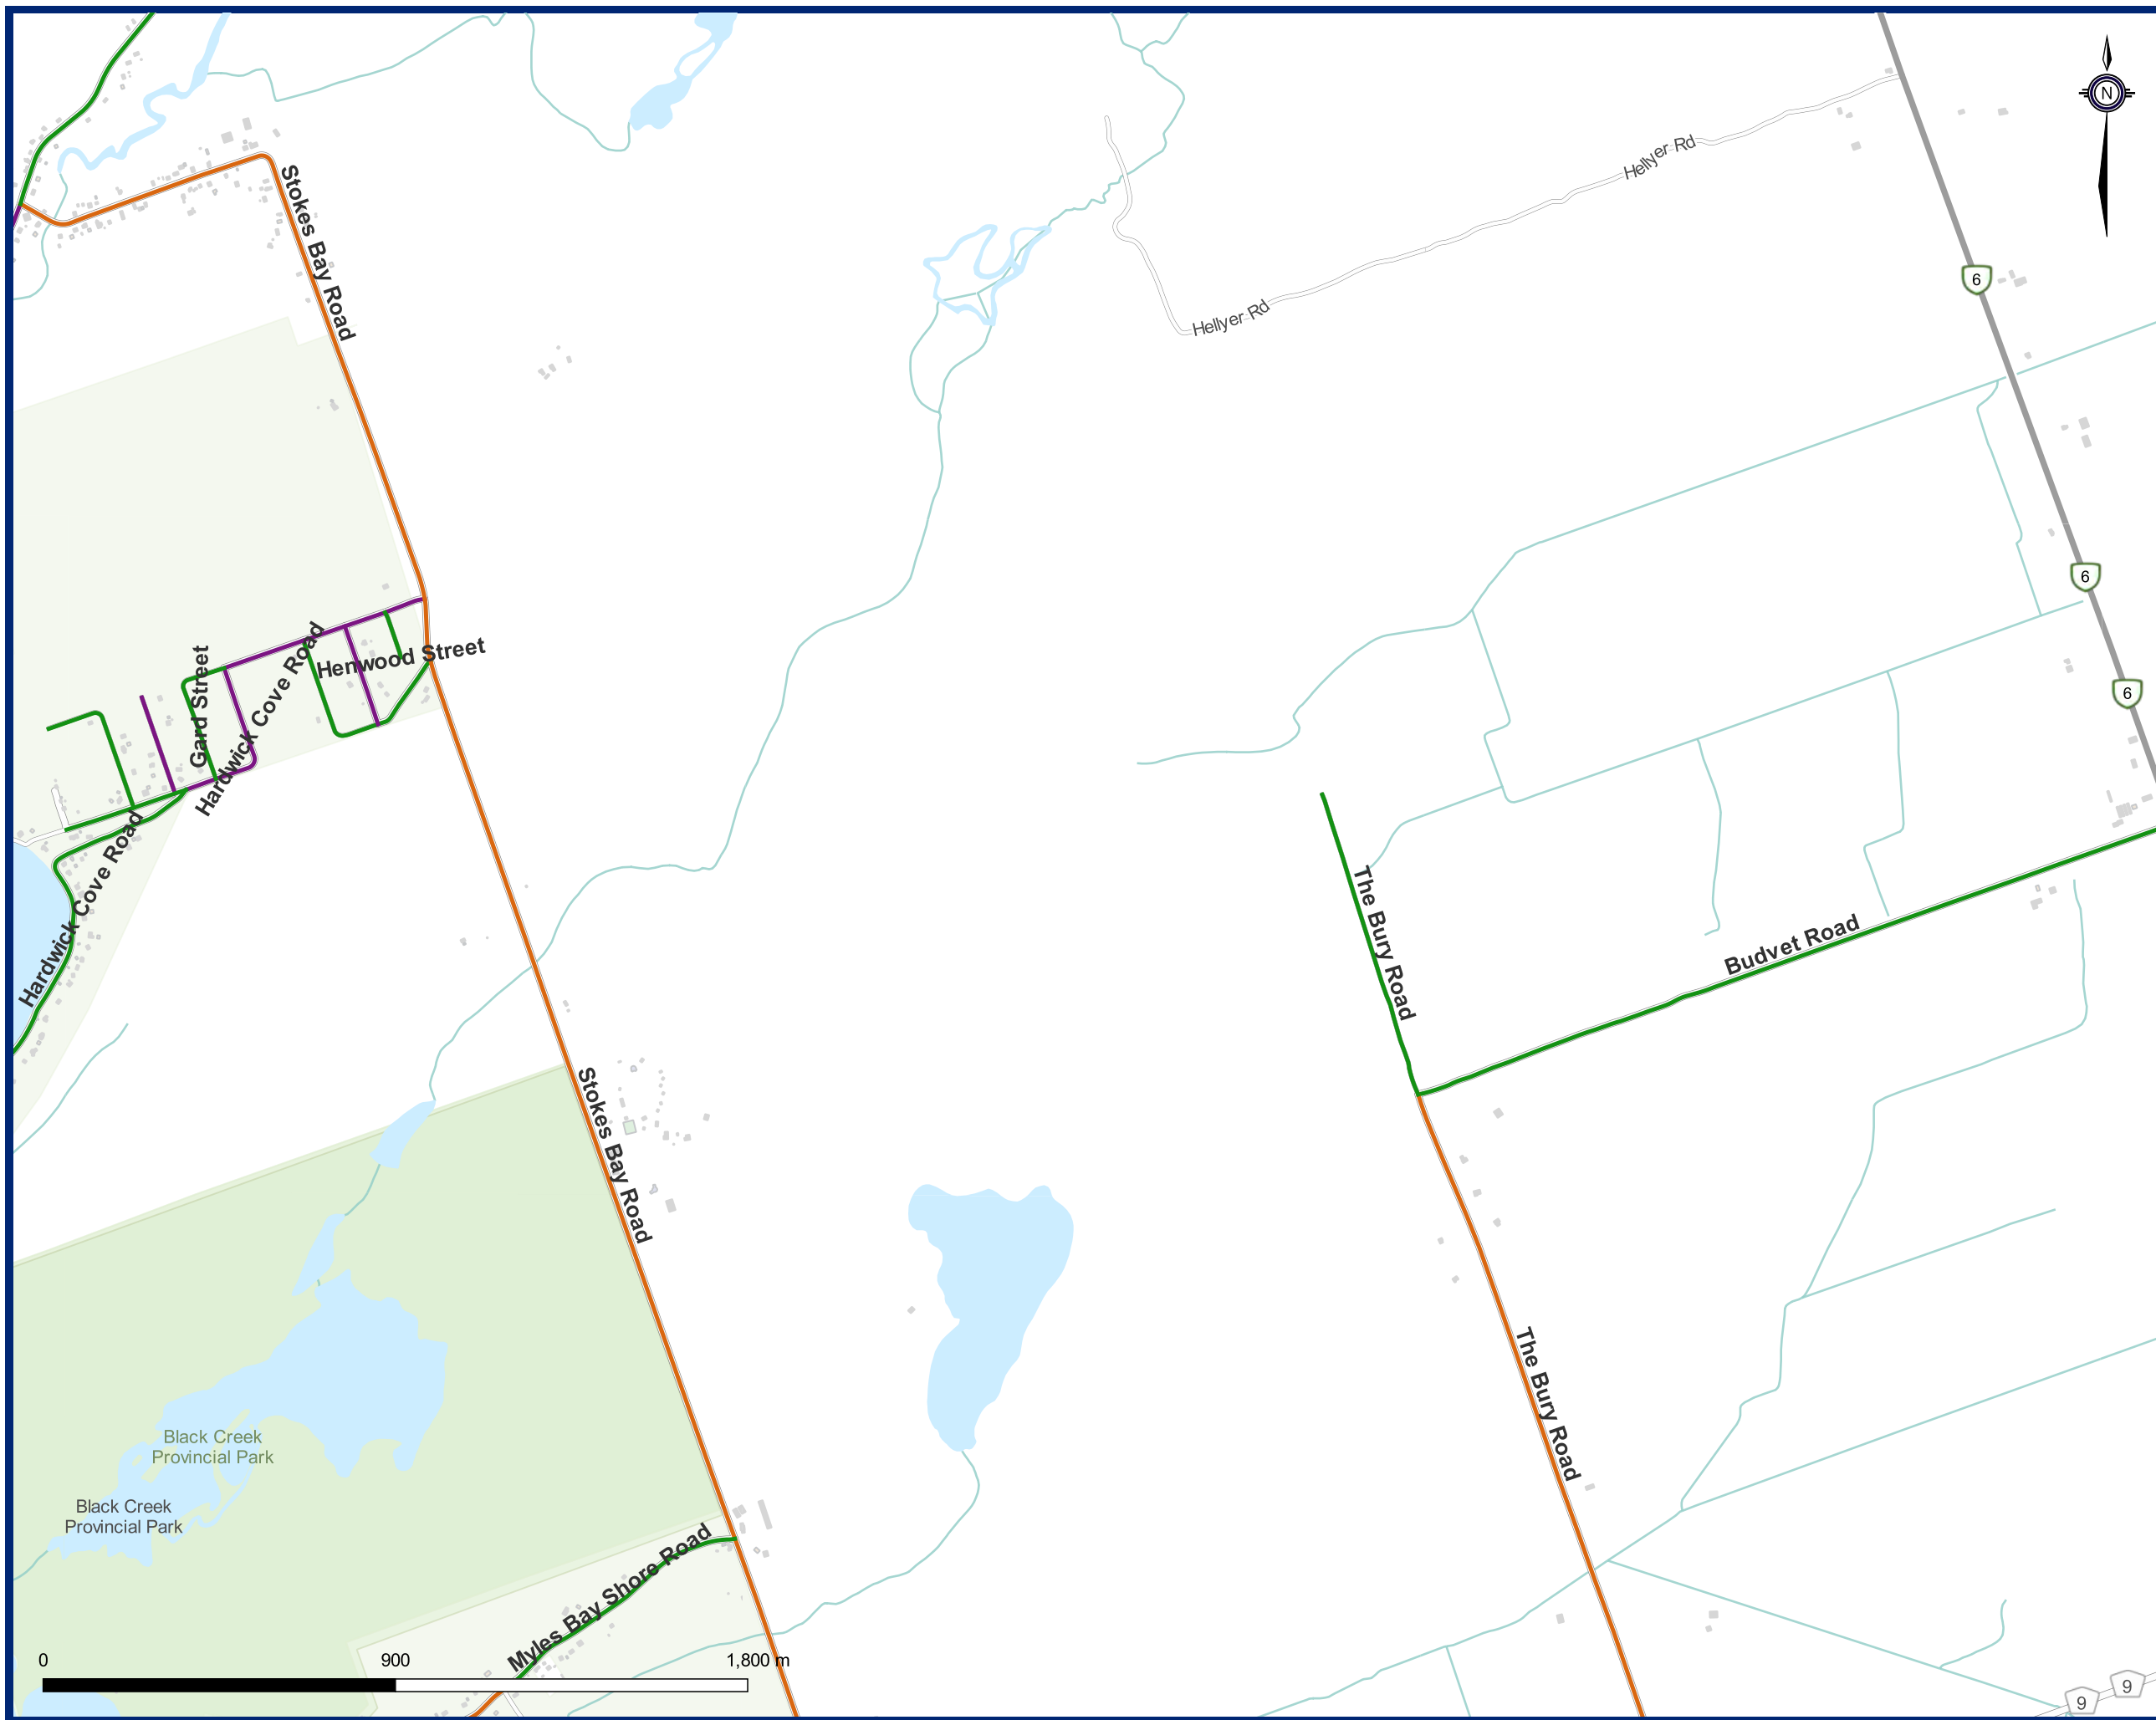 N
Hellyer Rd
Stokes Bay Road
6
Hellyer Rd
6
Henwood Street
Gard Street
Hardwick Cove Road
6
Hardwick Cove Road
The Bury Road
Budvet Road
Stokes Bay Road
The Bury Road
Black Creek
Provincial Park
Black Creek
Provincial Park
Myles Bay Shore Road
0 900 1,800 m
9
9